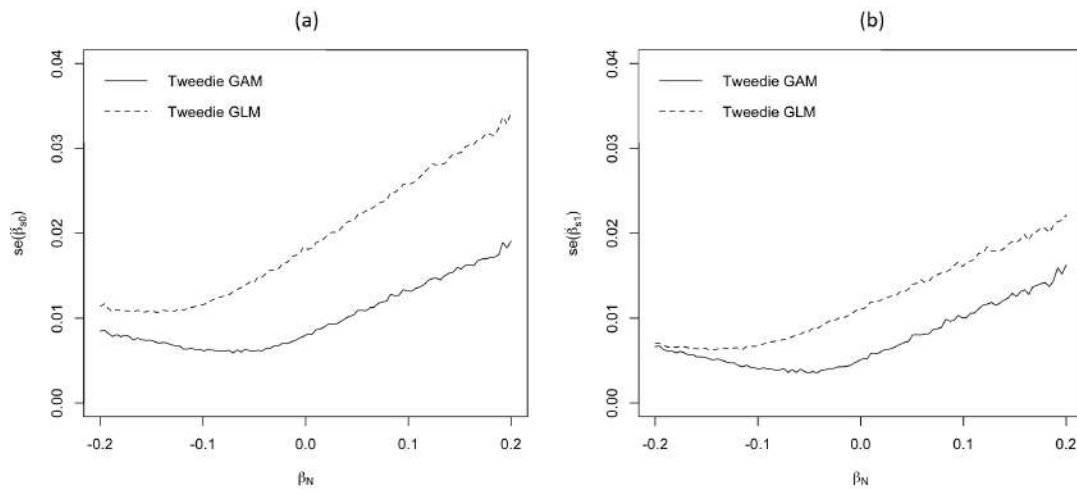 (a)
Tweedie GAM
Tweedie GLM
0.04
0.03
0.02
0.01
0.00
se(β̂s0)
-0.2 -0.1 0.0 0.1 0.2
βN
(b)
Tweedie GAM
Tweedie GLM
0.04
0.03
0.02
0.01
0.00
se(β̂s1)
-0.2 -0.1 0.0 0.1 0.2
βN